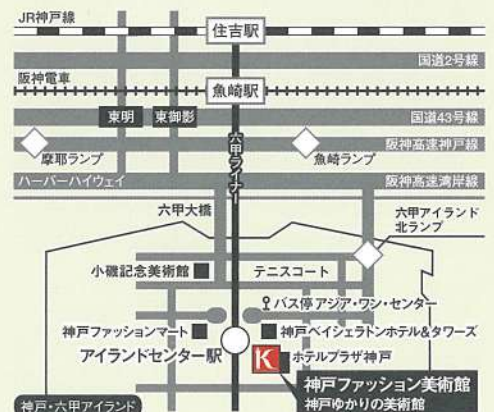 JR神戸線
住吉駅
国道2号線
阪神電車
魚崎駅
東明
東御影
国道43号線
六甲ライナー
阪神高速神戸線
摩耶ランプ
魚崎ランプ
ハーバーハイウェイ
阪神高速湾岸線
六甲大橋
六甲アイランド
北ランプ
小磯記念美術館
テニスコート
バス停 アジア・ワン・センター
神戸ファッションマート
神戸ベイシェラトンホテル&タワーズ
アイランドセンター駅
K
ホテルプラザ神戸
神戸ファッション美術館
神戸ゆかりの美術館
神戸・六甲アイランド